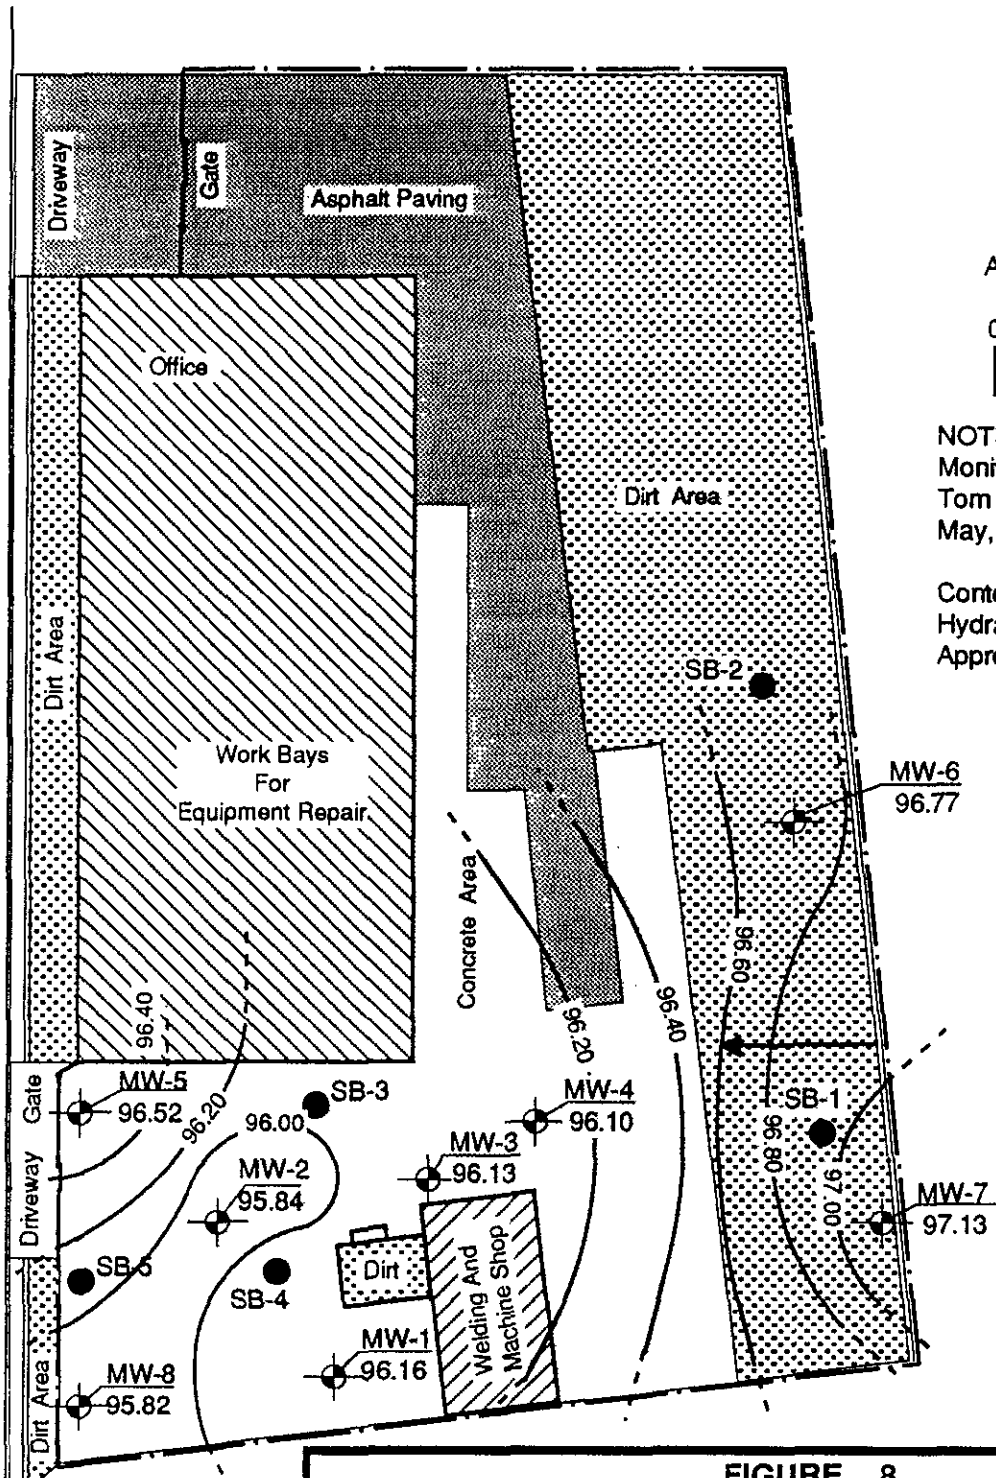 Driveway
Gate
Asphalt Paving
Office
Dirt Area
Dirt Area
SB-2
Work Bays
For
Equipment Repair
MW-6
96.77
Concrete Area
96.60
96.40
96.20
96.40
96.80
97.00
Gate
Driveway
MW-5
96.52
96.20
SB-3
96.00
MW-4
96.10
MW-3
96.13
SB-1
MW-2
95.84
MW-7
97.13
SB-5
SB-4
Dirt
Welding And
Machine Shop
MW-1
96.16
MW-8
95.82
Dirt Area
NOT
Moni
Tom
May,
Conte
Hydra
Appro
FIGURE 8